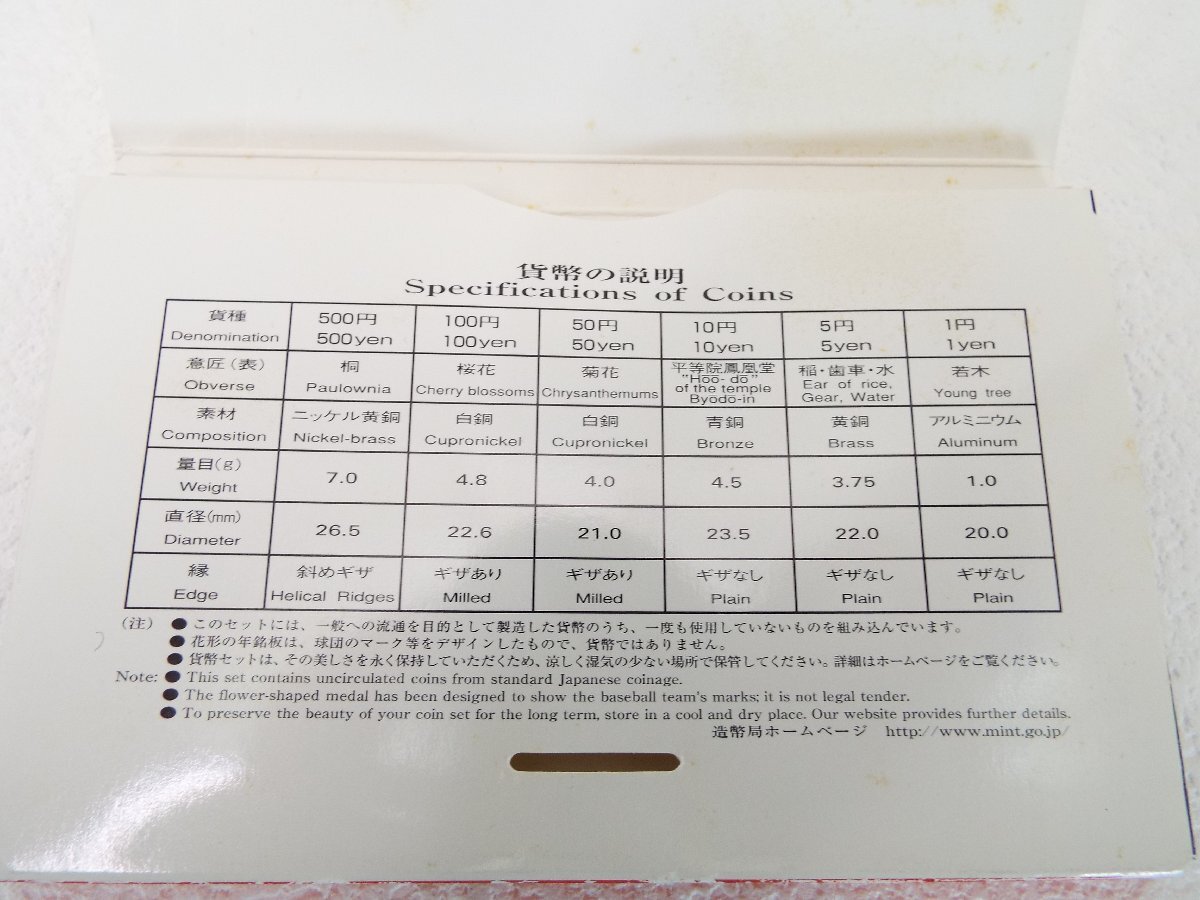 貨幣の説明
Specifications of Coins
貨種 500円 100円 50円 10円 5円 1円
Denomination 500yen 100yen 50yen 10yen 5yen 1yen
意匠(表) 桐 桜花 菊花 平等院鳳凰堂 稲・歯車・水 若木
Obverse Paulownia Cherry blossoms Chrysanthemums "Hōō-dō" of the temple Byōdō-in Ear of rice, Gear, Water Young tree
素材 ニッケル黄銅 白銅 白銅 青銅 黄銅 アルミニウム
Composition Nickel-brass Cupronickel Cupronickel Bronze Brass Aluminum
量目(g) 7.0 4.8 4.0 4.5 3.75 1.0
Weight
直径(mm) 26.5 22.6 21.0 23.5 22.0 20.0
Diameter
縁 斜めギザ ギザあり ギザあり ギザなし ギザなし ギザなし
Edge Helical Ridges Milled Milled Plain Plain Plain
(注) ●このセットには、一般への流通を目的として製造した貨幣のうち、一度も使用していないものを組み込んでいます。
●花形の年銘板は、球団のマーク等をデザインしたもので、貨幣ではありません。
●貨幣セットは、その美しさを永く保持していただくため、涼しく湿気の少ない場所で保管してください。詳細はホームページをご覧ください。
Note: ● This set contains uncirculated coins from standard Japanese coinage.
● The flower-shaped medal has been designed to show the baseball team's marks; it is not legal tender.
● To preserve the beauty of your coin set for the long term, store in a cool and dry place. Our website provides further details.
造幣局ホームページ http://www.mint.go.jp/